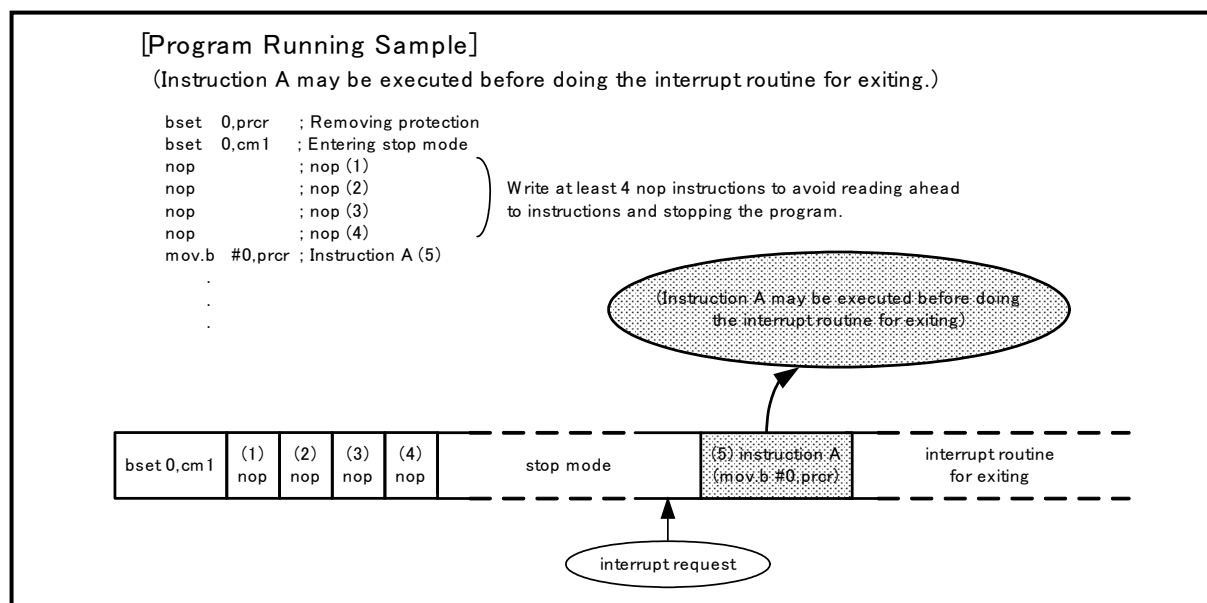 [Program Running Sample]
(Instruction A may be executed before doing the interrupt routine for exiting.)
bset 0,prcr ; Removing protection
bset 0,cm1 ; Entering stop mode
nop ; nop (1)
nop ; nop (2)
nop ; nop (3)
nop ; nop (4)
Write at least 4 nop instructions to avoid reading ahead
to instructions and stopping the program.
mov.b #0,prcr ; Instruction A (5)
.
.
.
(Instruction A may be executed before doing
the interrupt routine for exiting)
bset 0,cm1
(1)
nop
(2)
nop
(3)
nop
(4)
nop
stop mode
(5) instruction A
(mov.b #0,prcr)
interrupt routine
for exiting
interrupt request